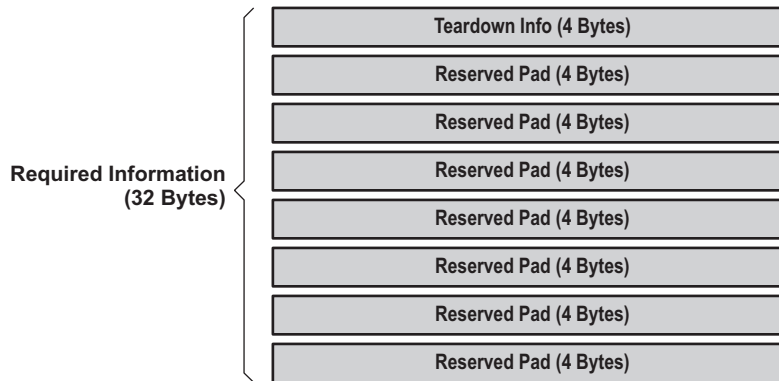 Teardown Info (4 Bytes)
Reserved Pad (4 Bytes)
Reserved Pad (4 Bytes)
Reserved Pad (4 Bytes)
Required Information
(32 Bytes)
Reserved Pad (4 Bytes)
Reserved Pad (4 Bytes)
Reserved Pad (4 Bytes)
Reserved Pad (4 Bytes)